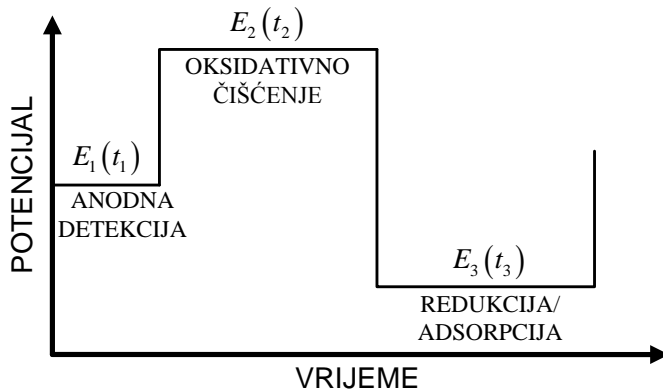 E₂(t₂)
OKSIDATIVNO
ČIŠĆENJE
E₁(t₁)
ANODNA
DETEKCIJA
E₃(t₃)
REDUKCIJA/
ADSORPCIJA
POTENCIJAL
VRIJEME